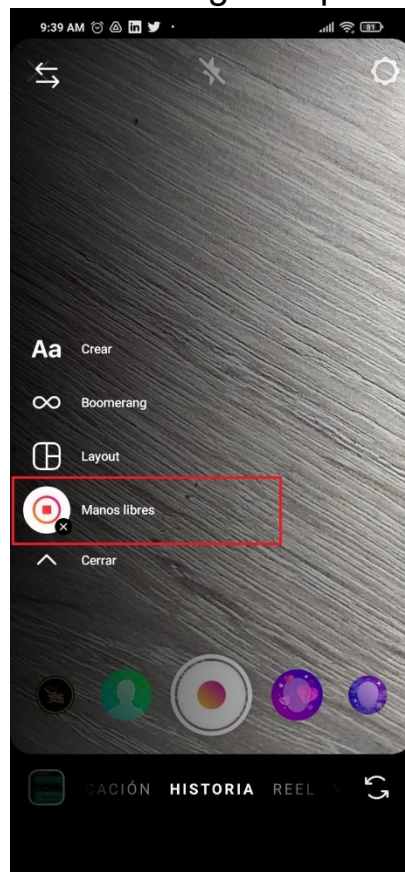 9:39 AM
81
Aa Crear
Boomerang
Layout
Manos libres
Cerrar
CACIÓN HISTORIA REEL